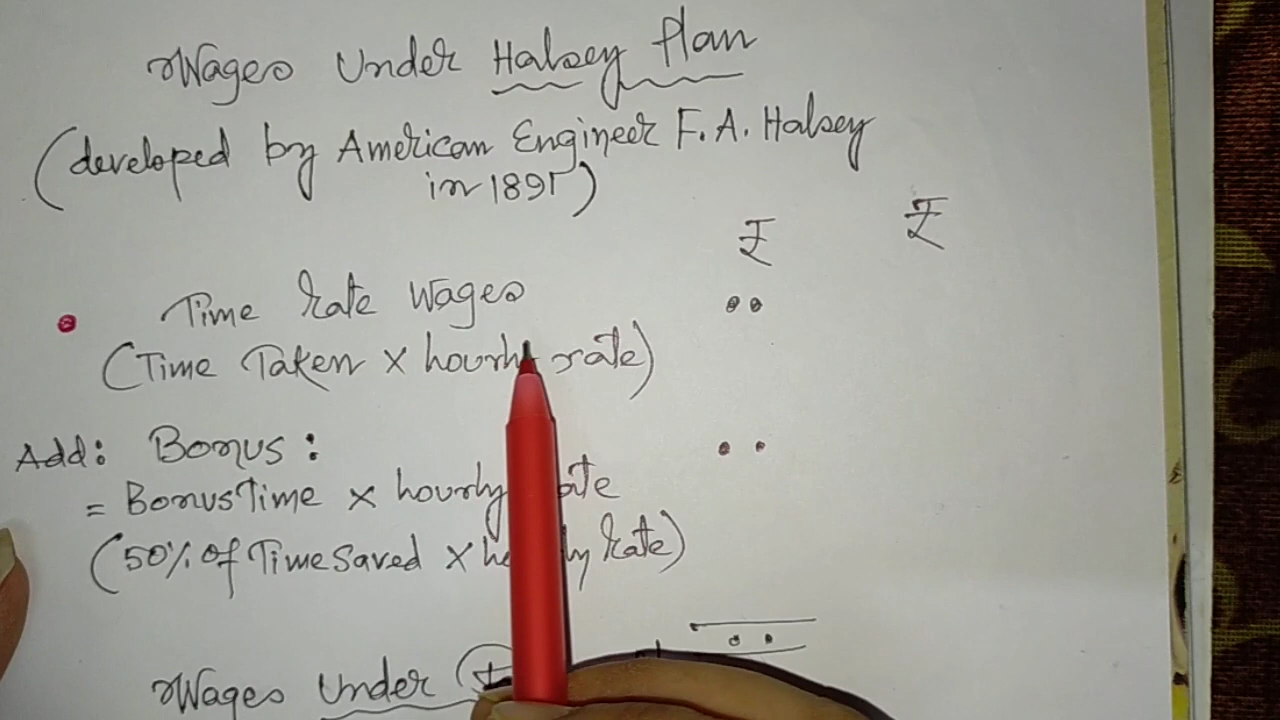 Wages Under Halsey Plan
(developed by American Engineer F. A. Halsey
in 1891)
₹ ₹
Time Rate Wages
(Time Taken × hourly rate)
Add: Bonus:
= Bonus Time × hourly
(50% of Time Saved × Rate)
Wages Under